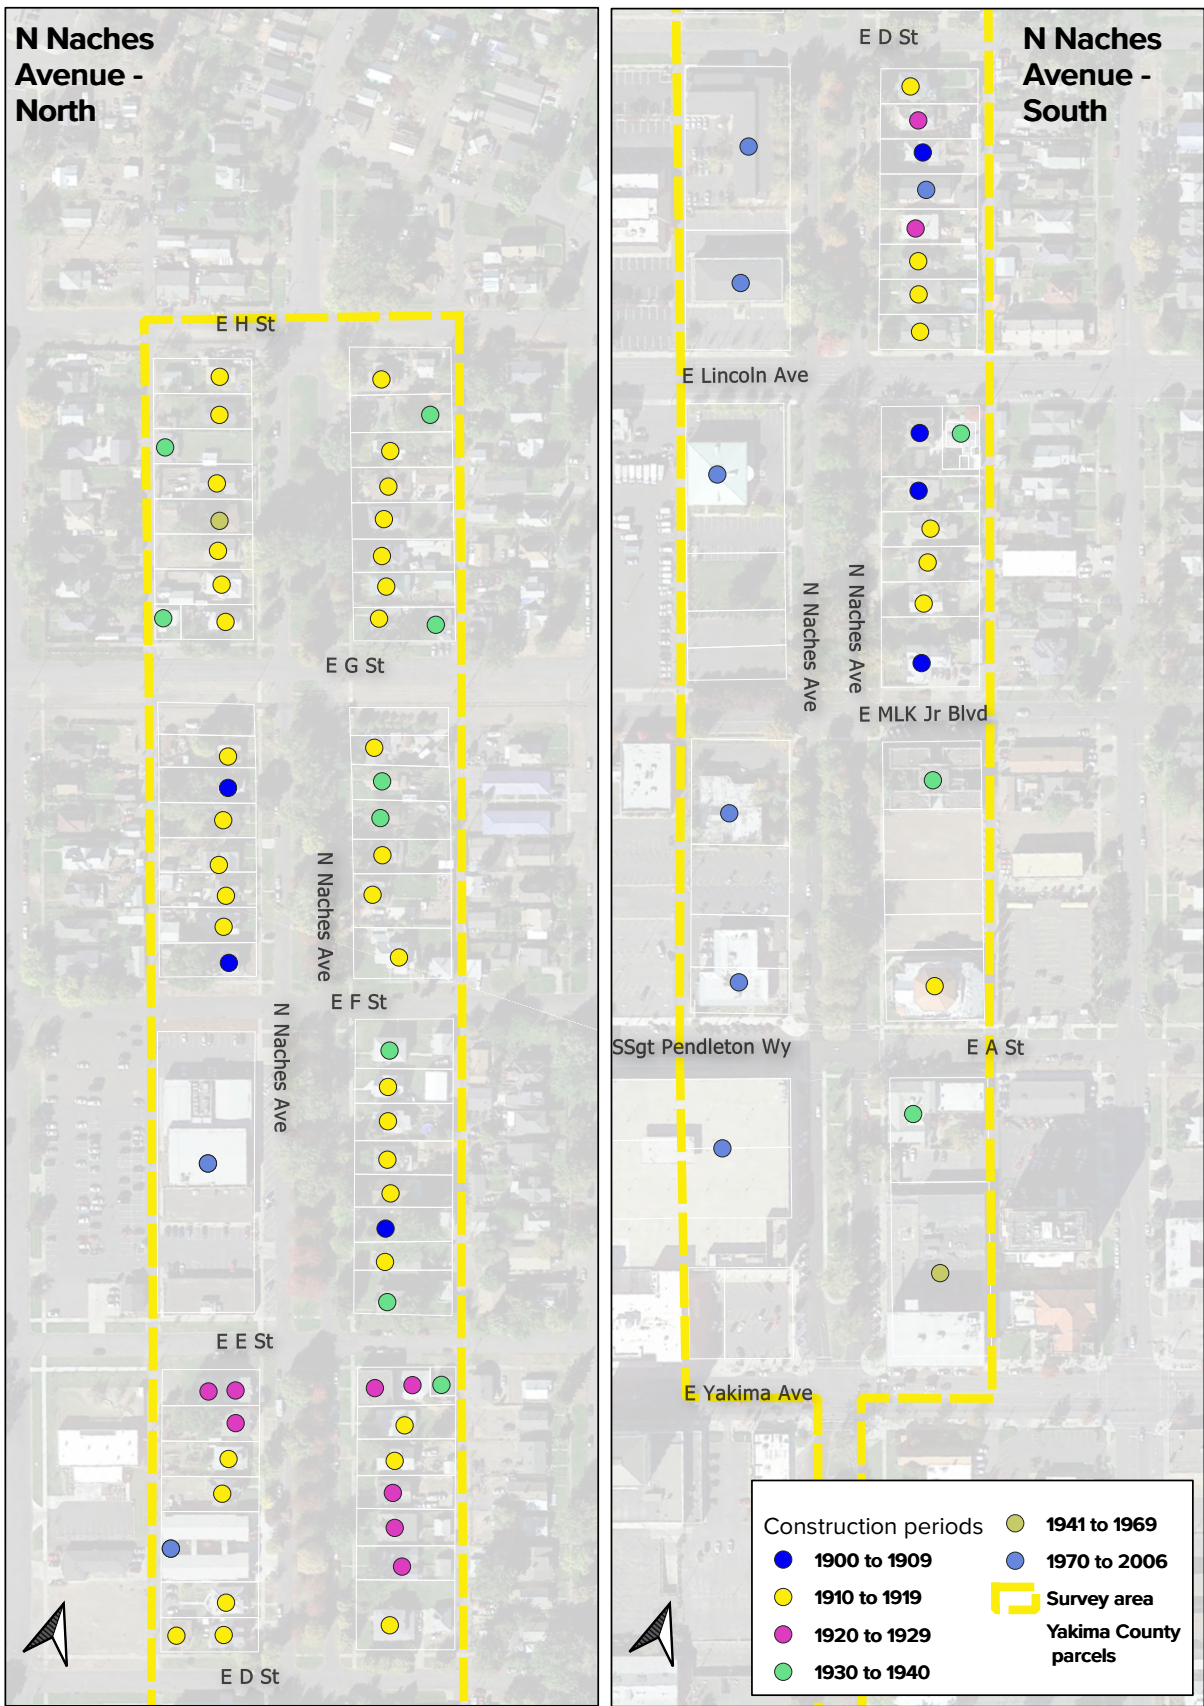 N Naches
Avenue -
North
E H St
E G St
N Naches Ave
E F St
N Naches Ave
E E St
E D St
N Naches
Avenue -
South
E D St
E Lincoln Ave
N Naches Ave
N Naches Ave
E MLK Jr Blvd
SSgt Pendleton Wy
E A St
E Yakima Ave
Construction periods
1900 to 1909
1910 to 1919
1920 to 1929
1930 to 1940
1941 to 1969
1970 to 2006
Survey area
Yakima County
parcels